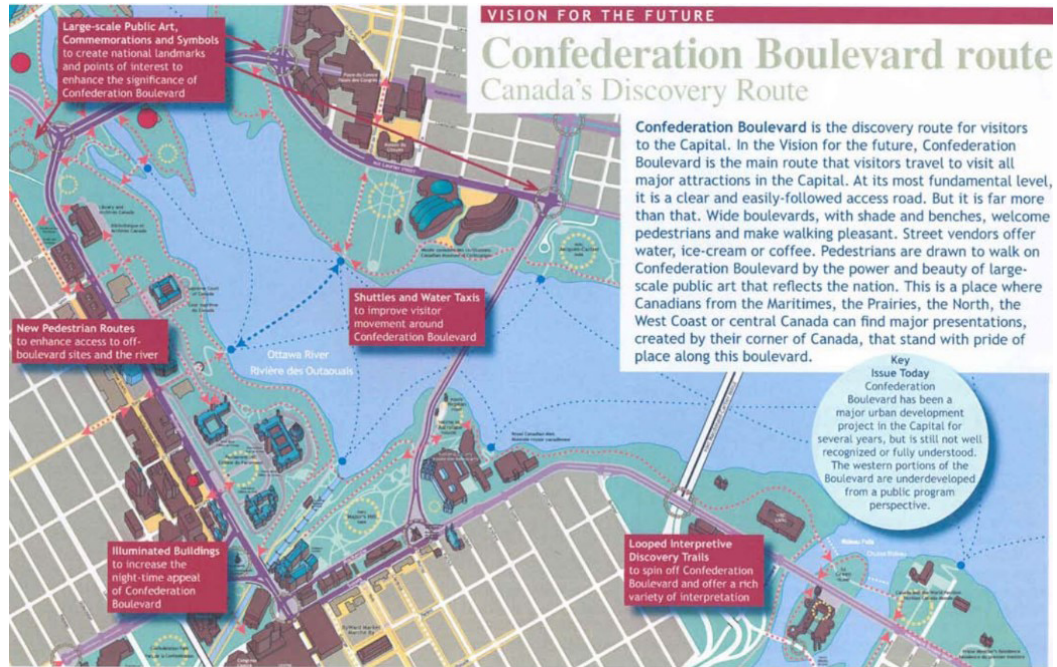 VISION FOR THE FUTURE
Confederation Boulevard route
Canada's Discovery Route
Confederation Boulevard is the discovery route for visitors
to the Capital. In the Vision for the future, Confederation
Boulevard is the main route that visitors travel to visit all
major attractions in the Capital. At its most fundamental level,
it is a clear and easily-followed access road. But it is far more
than that. Wide boulevards, with shade and benches, welcome
pedestrians and make walking pleasant. Street vendors offer
water, ice-cream or coffee. Pedestrians are drawn to walk on
Confederation Boulevard by the power and beauty of large-
scale public art that reflects the nation. This is a place where
Canadians from the Maritimes, the Prairies, the North, the
West Coast or central Canada can find major presentations,
created by their corner of Canada, that stand with pride of
place along this boulevard.
Key
Issue Today
Confederation
Boulevard has been a
major urban development
project in the Capital for
several years, but is still not well
recognized or fully understood.
The western portions of the
Boulevard are underdeveloped
from a public program
perspective.
Large-scale Public Art,
Commemorations and Symbols
to create national landmarks
and points of interest to
enhance the significance of
Confederation Boulevard
New Pedestrian Routes
to enhance access to off-
boulevard sites and the river
Shuttles and Water Taxis
to improve visitor
movement around
Confederation Boulevard
Ottawa River
Rivière des Outaouais
Illuminated Buildings
to increase the
night-time appeal
of Confederation
Boulevard
Looped Interpretive
Discovery Trails
to spin off Confederation
Boulevard and offer a rich
variety of interpretation
Library and
Archives Canada
Major's Hill
ByWard Market
Confederation Park
Rideau Falls